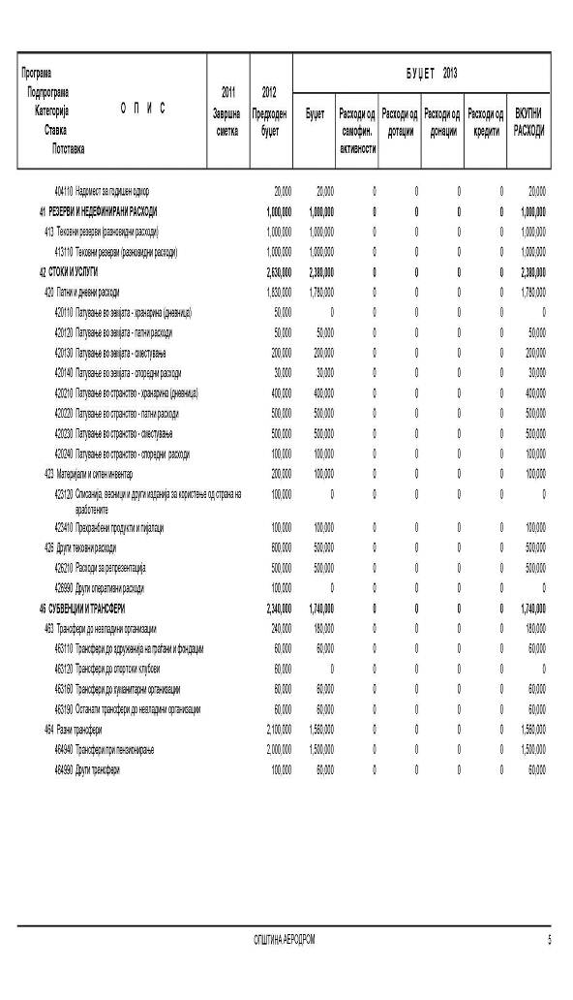 Програма
Подпрограма
Категорија
Ставка
Потставка
О П И С
2011
Завршна
сметка
2012
Предходен
буџет
БУЏЕТ 2013
Буџет
Расходи од
самофин.
активности
Расходи од
дотации
Расходи од
донации
Расходи од
кредити
ВКУПНИ
РАСХОДИ
404110 Надомест за годишен одмор 20,000 20,000 0 0 0 0 20,000
41 РЕЗЕРВИ И НЕДЕФИНИРАНИ РАСХОДИ 1,000,000 1,000,000 0 0 0 0 1,000,000
413 Тековни резерви (разновидни расходи) 1,000,000 1,000,000 0 0 0 0 1,000,000
413110 Тековни резерви (разновидни расходи) 1,000,000 1,000,000 0 0 0 0 1,000,000
42 СТОКИ И УСЛУГИ 2,630,000 2,380,000 0 0 0 0 2,380,000
420 Патни и дневни расходи 1,830,000 1,780,000 0 0 0 0 1,780,000
420110 Патување во земјата - хранарина (дневница) 50,000 0 0 0 0 0 0
420120 Патување во земјата - патни расходи 50,000 50,000 0 0 0 0 50,000
420130 Патување во земјата - сместување 200,000 200,000 0 0 0 0 200,000
420140 Патување во земјата - споредни расходи 30,000 30,000 0 0 0 0 30,000
420210 Патување во странство - хранарина (дневница) 400,000 400,000 0 0 0 0 400,000
420220 Патување во странство - патни расходи 500,000 500,000 0 0 0 0 500,000
420230 Патување во странство - сместување 500,000 500,000 0 0 0 0 500,000
420240 Патување во странство - споредни расходи 100,000 100,000 0 0 0 0 100,000
423 Материјали и ситен инвентар 200,000 100,000 0 0 0 0 100,000
423120 Списанија, весници и други изданија за користење од страна на 100,000 0 0 0 0 0 0
вработените
423410 Прехранбени продукти и пијалаци 100,000 100,000 0 0 0 0 100,000
426 Други тековни расходи 600,000 500,000 0 0 0 0 500,000
426210 Расходи за репрезентација 500,000 500,000 0 0 0 0 500,000
426990 Други оперативни расходи 100,000 0 0 0 0 0 0
46 СУБВЕНЦИИ И ТРАНСФЕРИ 2,340,000 1,740,000 0 0 0 0 1,740,000
463 Трансфери до невладини организации 240,000 180,000 0 0 0 0 180,000
463110 Трансфери до здруженија на граѓани и фондации 60,000 60,000 0 0 0 0 60,000
463120 Трансфери до спортски клубови 60,000 0 0 0 0 0 0
463160 Трансфери до хуманитарни организации 60,000 60,000 0 0 0 0 60,000
463190 Останати трансфери до невладини организации 60,000 60,000 0 0 0 0 60,000
464 Разни трансфери 2,100,000 1,560,000 0 0 0 0 1,560,000
464940 Трансфери при пензионирање 2,000,000 1,500,000 0 0 0 0 1,500,000
464990 Други трансфери 100,000 60,000 0 0 0 0 60,000
ОПШТИНА АЕРОДРОМ 5